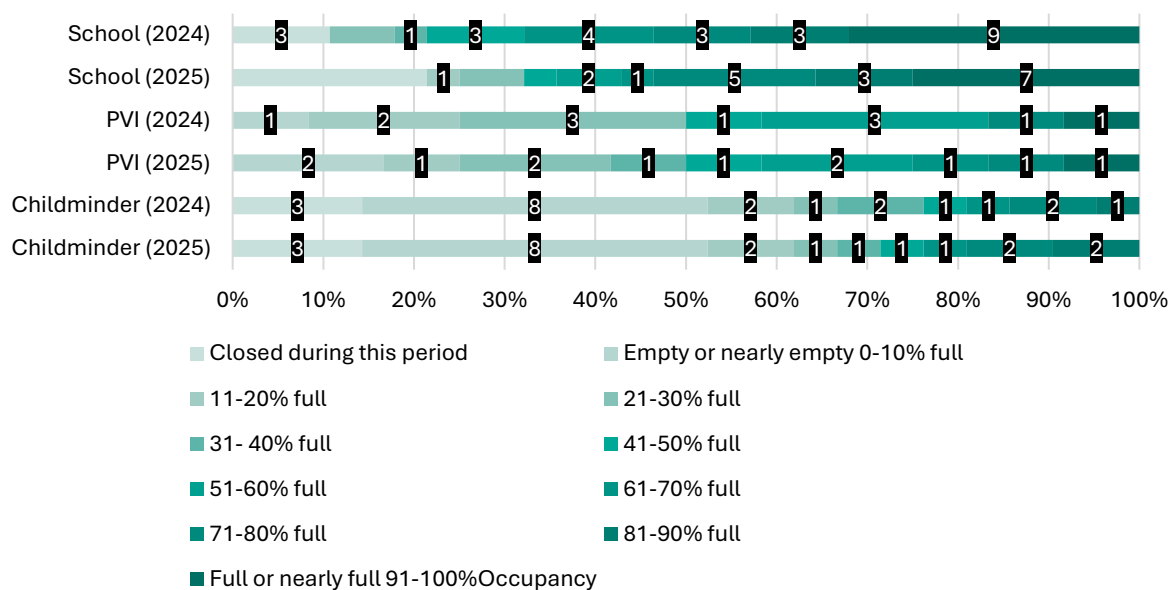 School (2024) 3 1 3 4 3 3 9
School (2025) 1 2 1 5 3 7
PVI (2024) 1 2 3 1 3 1 1
PVI (2025) 2 1 2 1 1 2 1 1 1
Childminder (2024) 3 8 2 1 2 1 1 2 1
Childminder (2025) 3 8 2 1 1 1 1 2 2
0% 10% 20% 30% 40% 50% 60% 70% 80% 90% 100%
Closed during this period
Empty or nearly empty 0-10% full
11-20% full
21-30% full
31- 40% full
41-50% full
51-60% full
61-70% full
71-80% full
81-90% full
Full or nearly full 91-100%Occupancy